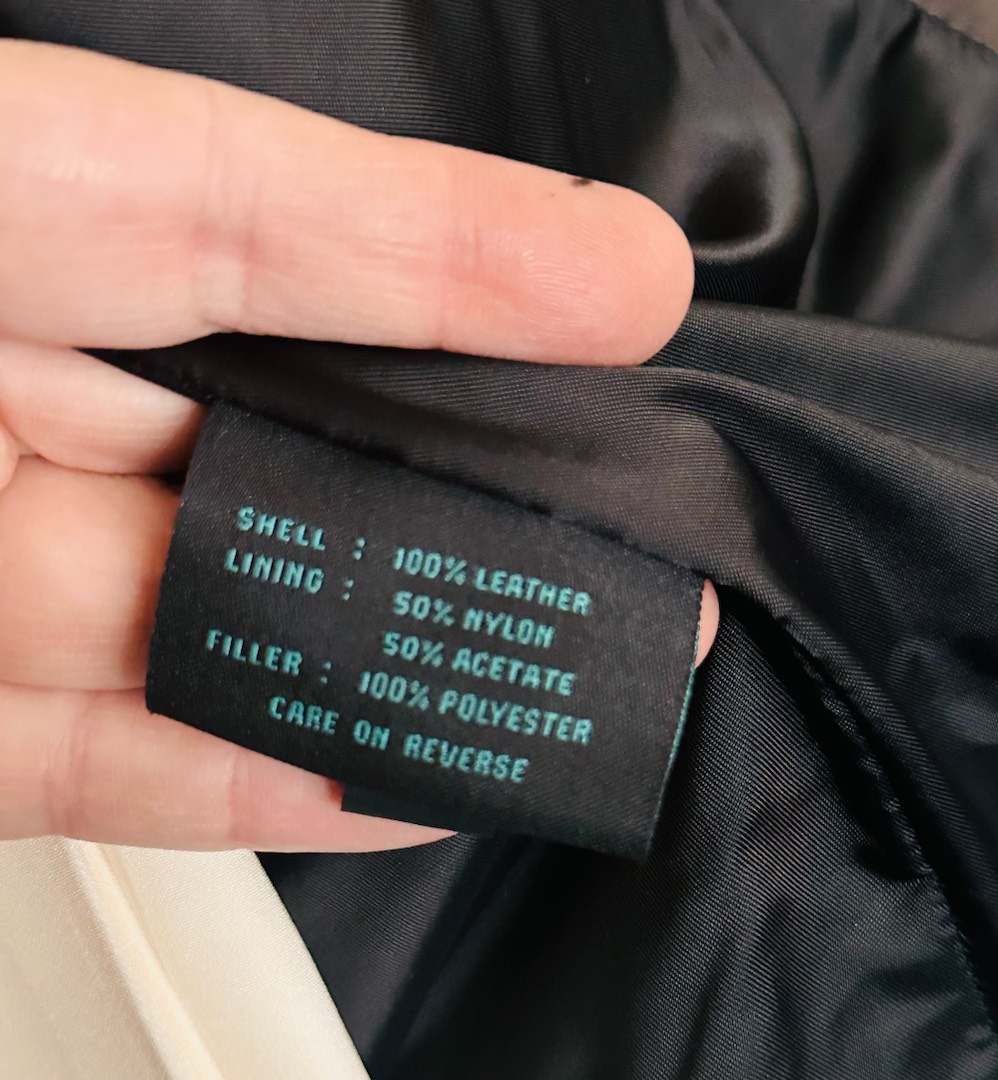 SHELL : 100% LEATHER
LINING : 50% NYLON
50% ACETATE
FILLER : 100% POLYESTER
CARE ON REVERSE